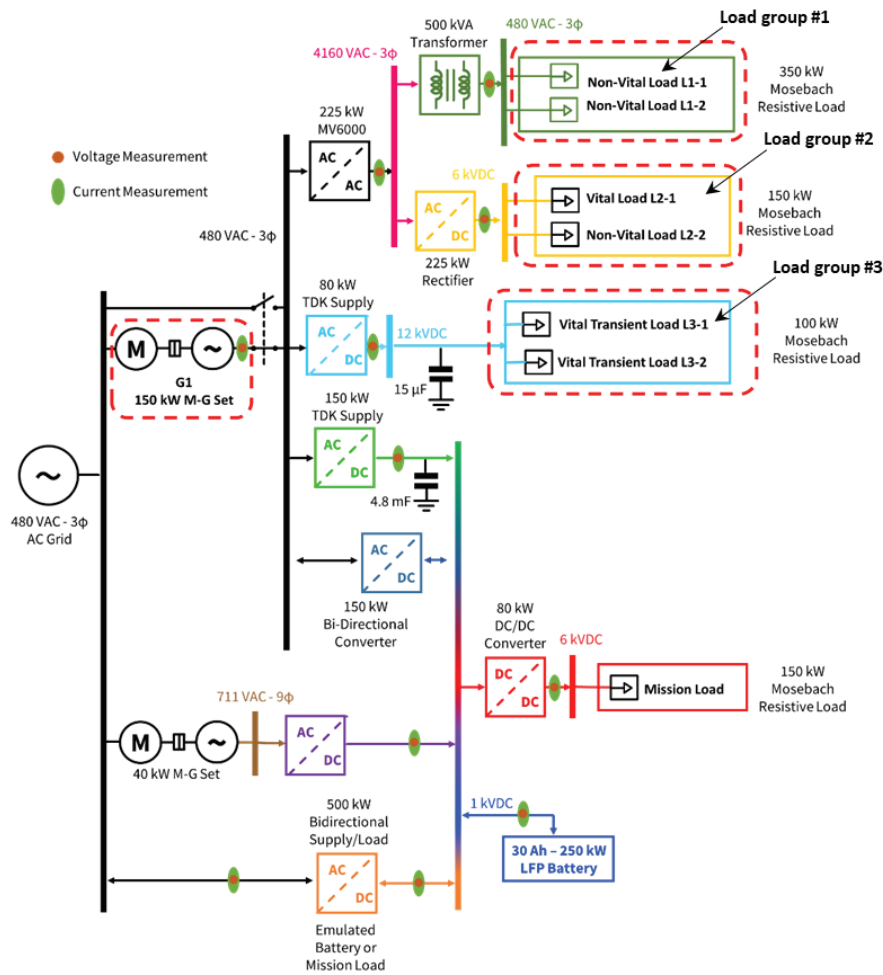 Load group #1
500 kVA
Transformer
480 VAC - 3ϕ
4160 VAC - 3ϕ
Non-Vital Load L1-1
Non-Vital Load L1-2
350 kW
Mosebach
Resistive Load
225 kW
MV6000
AC
AC
Voltage Measurement
Current Measurement
Load group #2
6 kVDC
AC
DC
225 kW
Rectifier
Vital Load L2-1
Non-Vital Load L2-2
150 kW
Mosebach
Resistive Load
480 VAC - 3ϕ
Load group #3
80 kW
TDK Supply
AC
DC
12 kVDC
15 µF
Vital Transient Load L3-1
Vital Transient Load L3-2
100 kW
Mosebach
Resistive Load
M
G1
150 kW M-G Set
150 kW
TDK Supply
AC
DC
4.8 mF
480 VAC - 3ϕ
AC Grid
AC
DC
150 kW
Bi-Directional
Converter
80 kW
DC/DC
Converter
DC
DC
6 kVDC
Mission Load
150 kW
Mosebach
Resistive Load
711 VAC - 9ϕ
M
40 kW M-G Set
AC
DC
1 kVDC
30 Ah – 250 kW
LFP Battery
500 kW
Bidirectional
Supply/Load
AC
DC
Emulated
Battery or
Mission Load